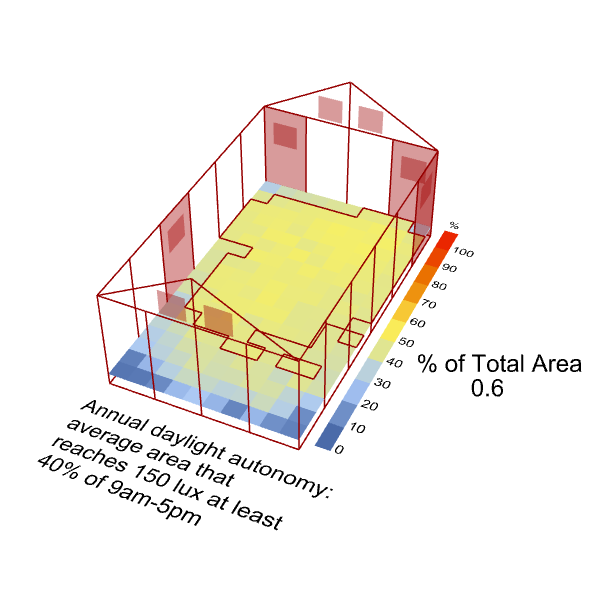 %
100
90
80
70
60
50
40
30
20
10
0
% of Total Area
0.6
Annual daylight autonomy:
average area that
reaches 150 lux at least
40% of 9am-5pm